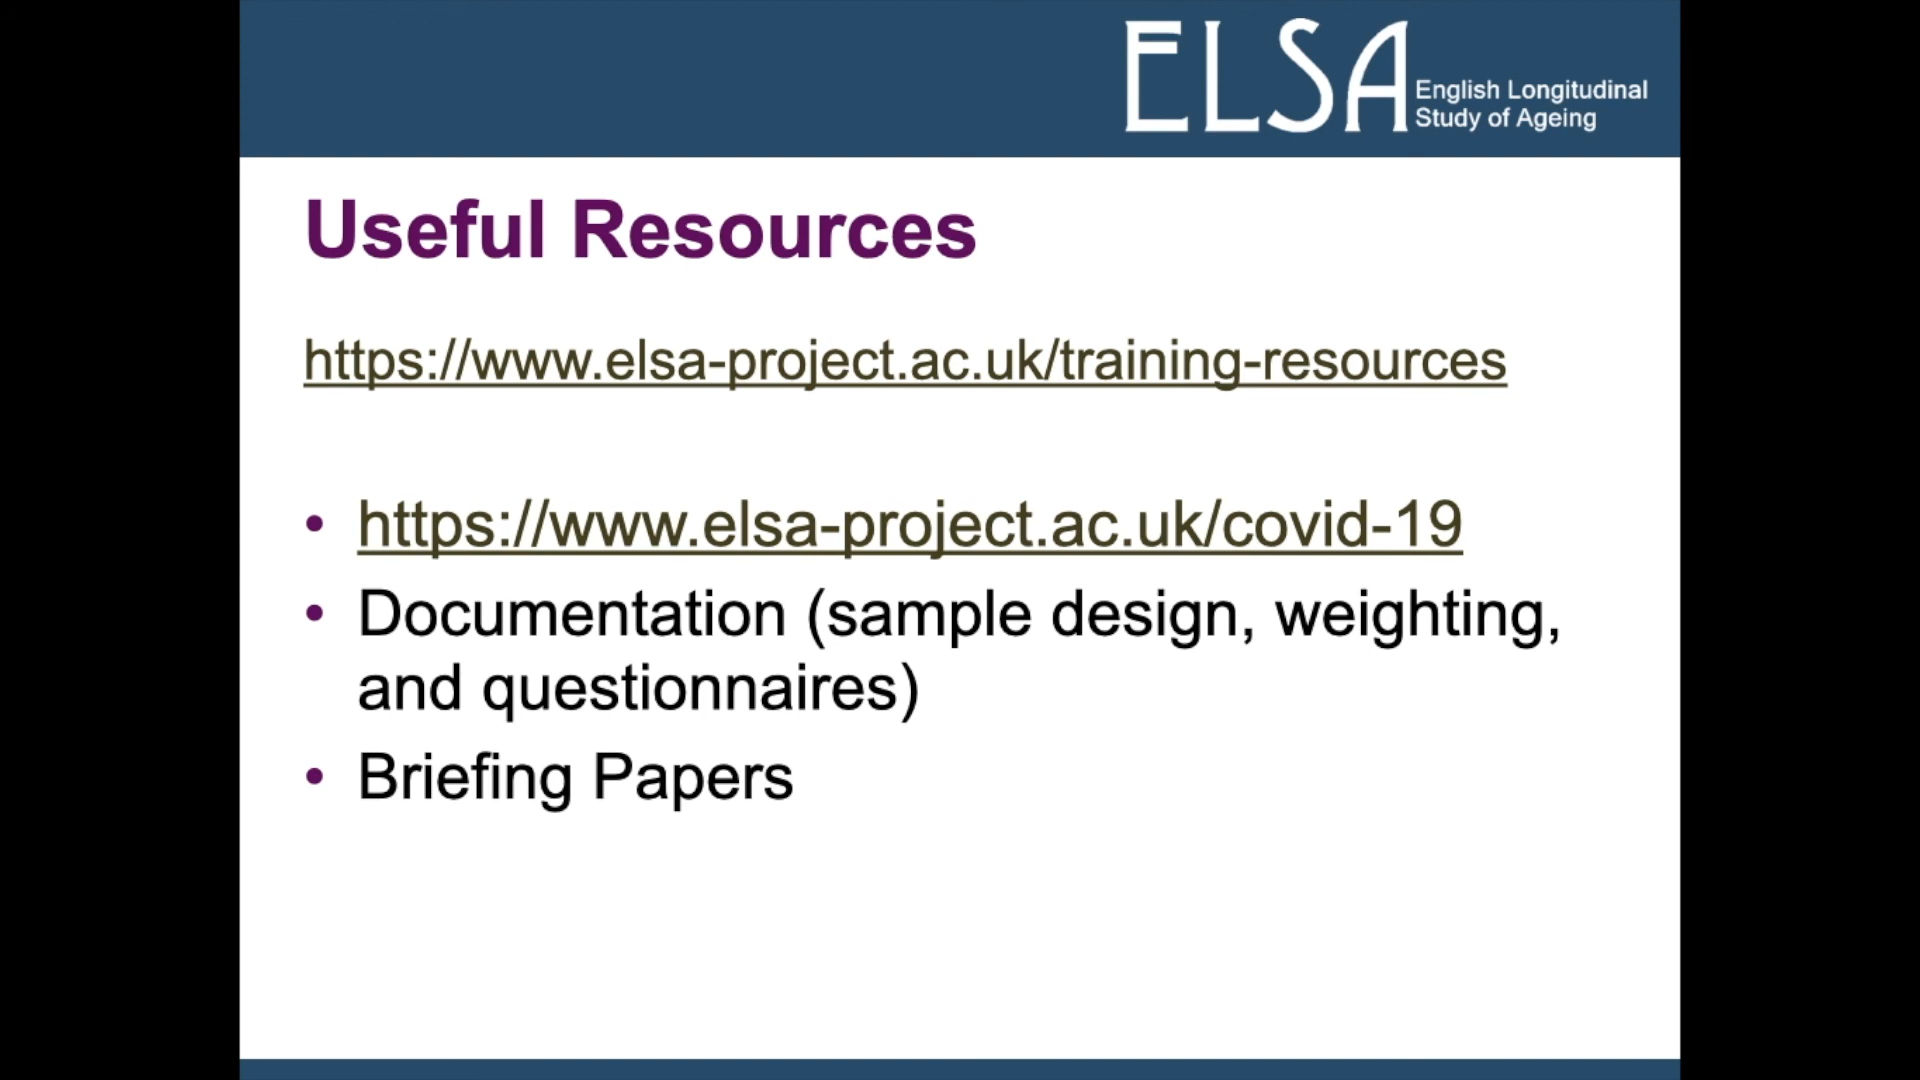 ELSA
English Longitudinal
Study of Ageing
Useful Resources
https://www.elsa-project.ac.uk/training-resources
• https://www.elsa-project.ac.uk/covid-19
• Documentation (sample design, weighting,
and questionnaires)
• Briefing Papers